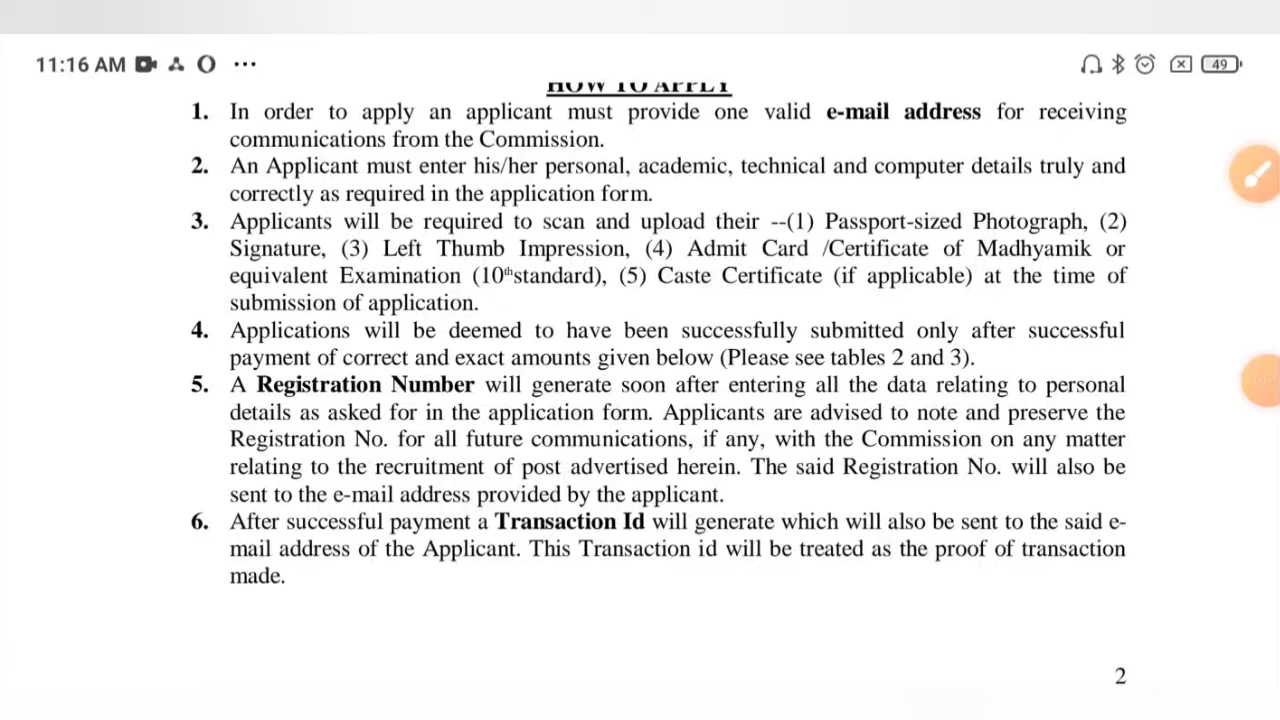 11:16 AM
49
HOW TO APPLY
1. In order to apply an applicant must provide one valid e-mail address for receiving
communications from the Commission.
2. An Applicant must enter his/her personal, academic, technical and computer details truly and
correctly as required in the application form.
3. Applicants will be required to scan and upload their --(1) Passport-sized Photograph, (2)
Signature, (3) Left Thumb Impression, (4) Admit Card /Certificate of Madhyamik or
equivalent Examination (10thstandard), (5) Caste Certificate (if applicable) at the time of
submission of application.
4. Applications will be deemed to have been successfully submitted only after successful
payment of correct and exact amounts given below (Please see tables 2 and 3).
5. A Registration Number will generate soon after entering all the data relating to personal
details as asked for in the application form. Applicants are advised to note and preserve the
Registration No. for all future communications, if any, with the Commission on any matter
relating to the recruitment of post advertised herein. The said Registration No. will also be
sent to the e-mail address provided by the applicant.
6. After successful payment a Transaction Id will generate which will also be sent to the said e-
mail address of the Applicant. This Transaction id will be treated as the proof of transaction
made.
2